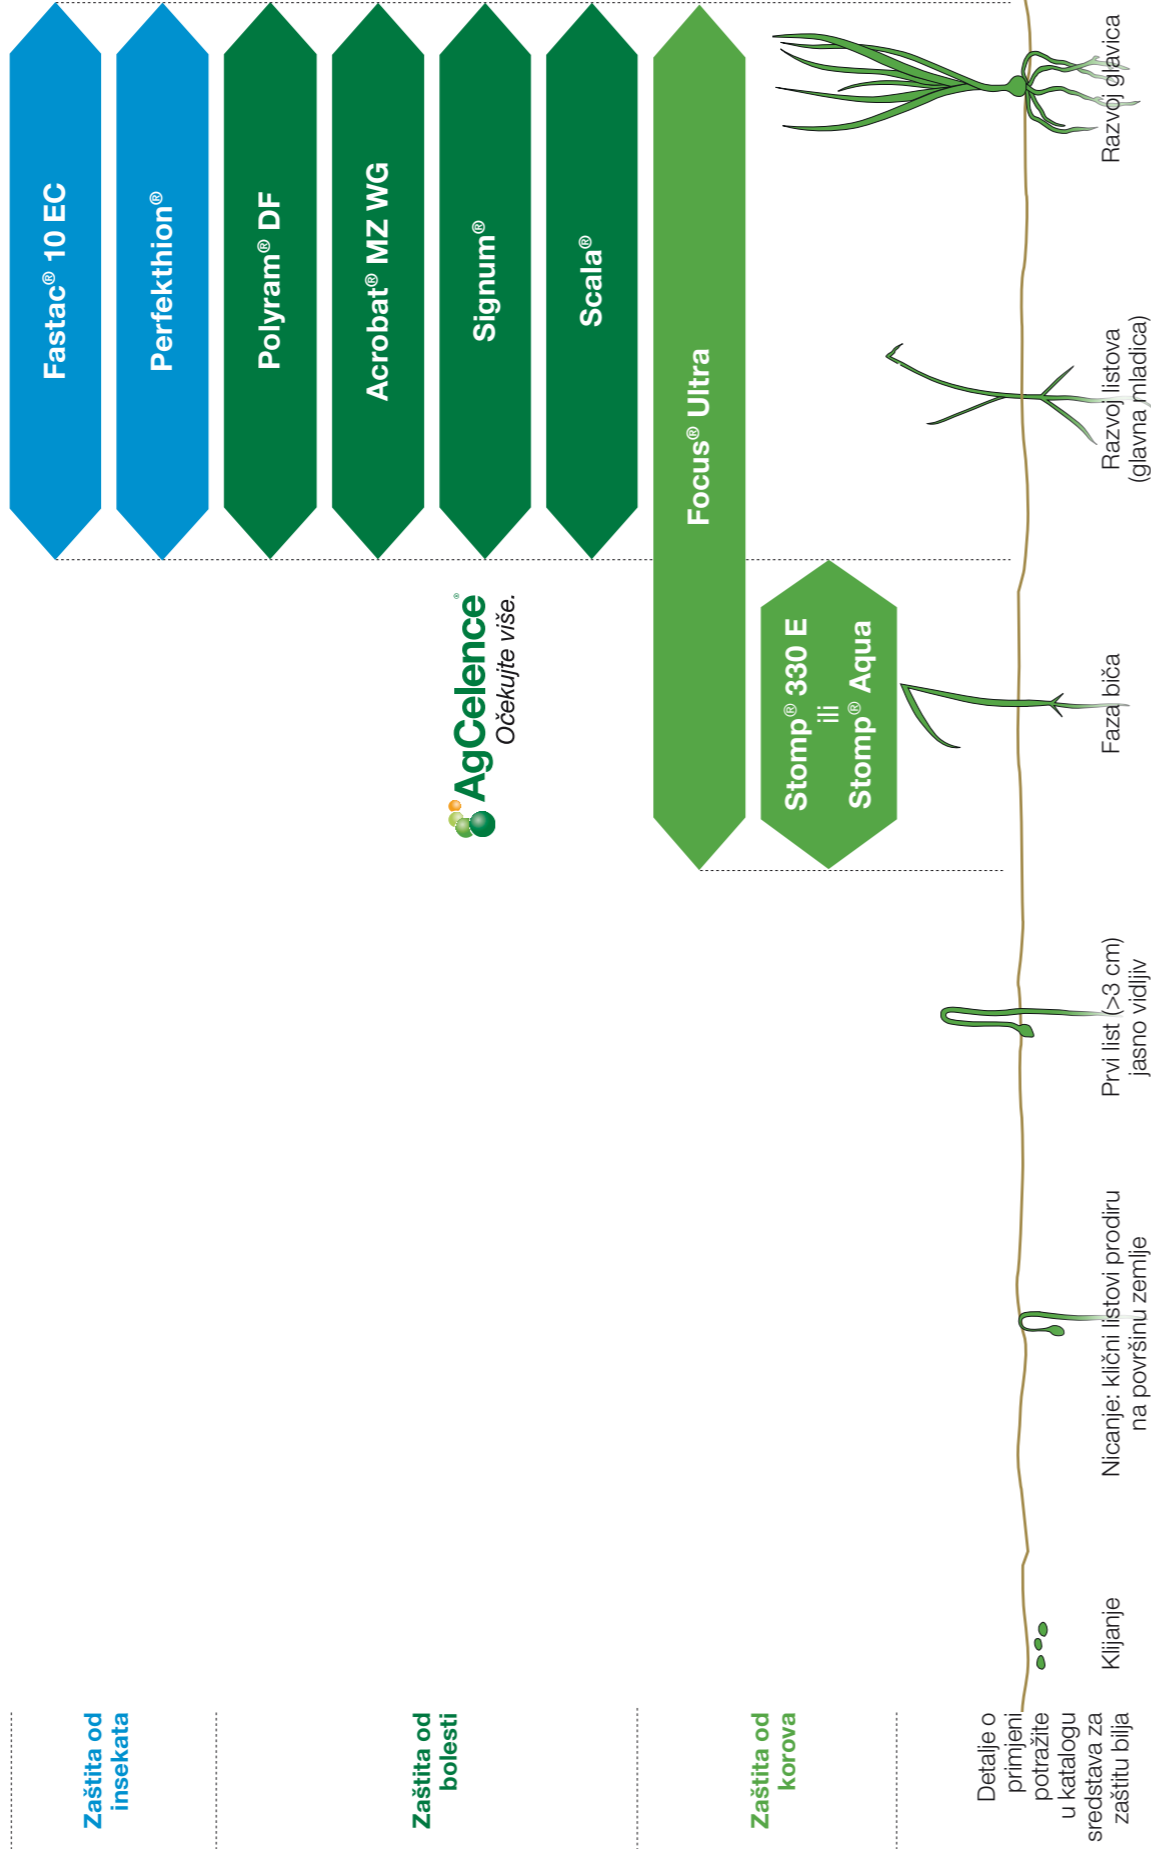 Zaštita od
insekata
Fastac® 10 EC
Perfekthion®
Zaštita od
bolesti
Polyram® DF
Acrobat® MZ WG
AgCelence®
Očekujte više.
Signum®
Scala®
Zaštita od
korova
Focus® Ultra
Stomp® 330 E
ili
Stomp® Aqua
Detalje o
primjeni
potražite
u katalogu
sredstava za
zaštitu bilja
Klijanje
Nicanje: klični listovi prodiru
na površinu zemlje
Prvi list (>3 cm)
jasno vidljiv
Faza biča
Razvoj listova
(glavna mladica)
Razvoj glavica